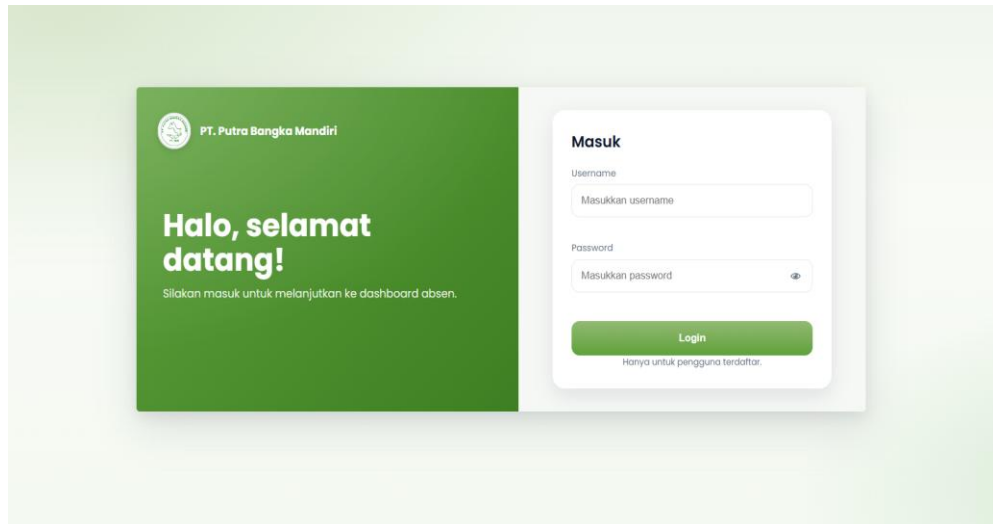 PT. Putra Bangka Mandiri
Halo, selamat
datang!
Silakan masuk untuk melanjutkan ke dashboard absen.
Masuk
Username
Masukkan username
Password
Masukkan password
Login
Hanya untuk pengguna terdaftar.